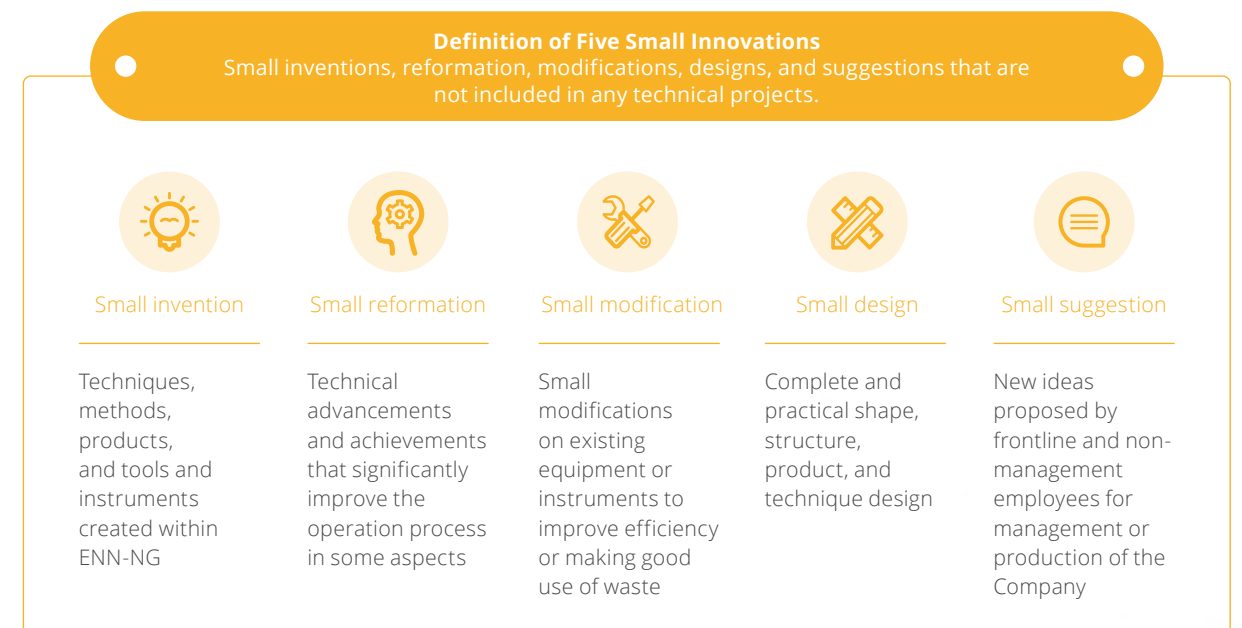 Definition of Five Small Innovations
Small inventions, reformation, modifications, designs, and suggestions that are
not included in any technical projects.
Small invention
Techniques,
methods,
products,
and tools and
instruments
created within
ENN-NG
Small reformation
Technical
advancements
and achievements
that significantly
improve the
operation process
in some aspects
Small modification
Small
modifications
on existing
equipment or
instruments to
improve efficiency
or making good
use of waste
Small design
Complete and
practical shape,
structure,
product, and
technique design
Small suggestion
New ideas
proposed by
frontline and non-
management
employees for
management or
production of the
Company